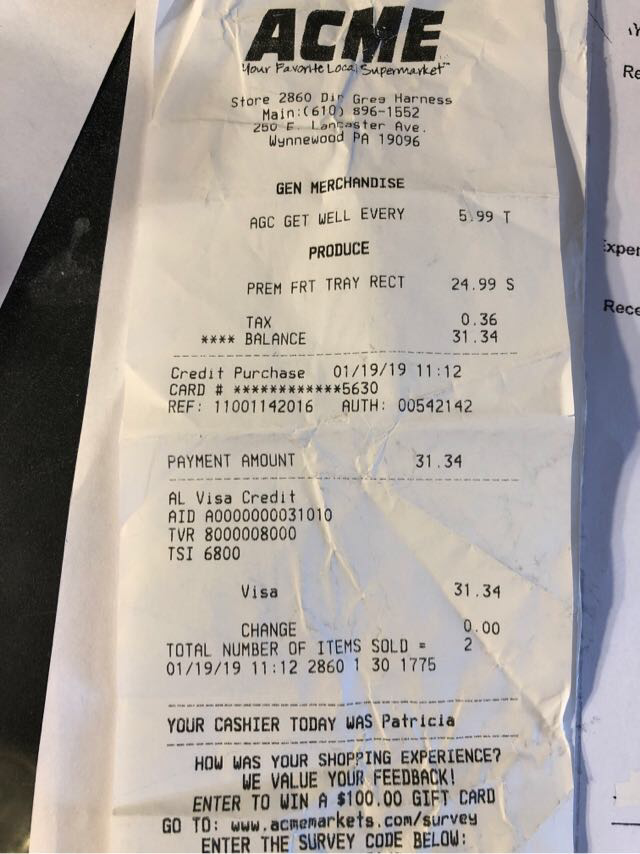 ACME
Your Favorite Local Supermarket™
Store 2860 Dir Greg Harness
Main:(610) 896-1552
250 E. Lancaster Ave.
Wynnewood PA 19096
GEN MERCHANDISE
AGC GET WELL EVERY 5.99 T
PRODUCE
PREM FRT TRAY RECT 24.99 S
TAX 0.36
**** BALANCE 31.34
Credit Purchase 01/19/19 11:12
CARD # ************5630
REF: 11001142016 AUTH: 00542142
PAYMENT AMOUNT 31.34
AL Visa Credit
AID A0000000031010
TVR 8000008000
TSI 6800
Visa 31.34
CHANGE 0.00
TOTAL NUMBER OF ITEMS SOLD = 2
01/19/19 11:12 2860 1 30 1775
YOUR CASHIER TODAY WAS Patricia
HOW WAS YOUR SHOPPING EXPERIENCE?
WE VALUE YOUR FEEDBACK!
ENTER TO WIN A $100.00 GIFT CARD
GO TO: www.acmemarkets.com/survey
ENTER THE SURVEY CODE BELOW: